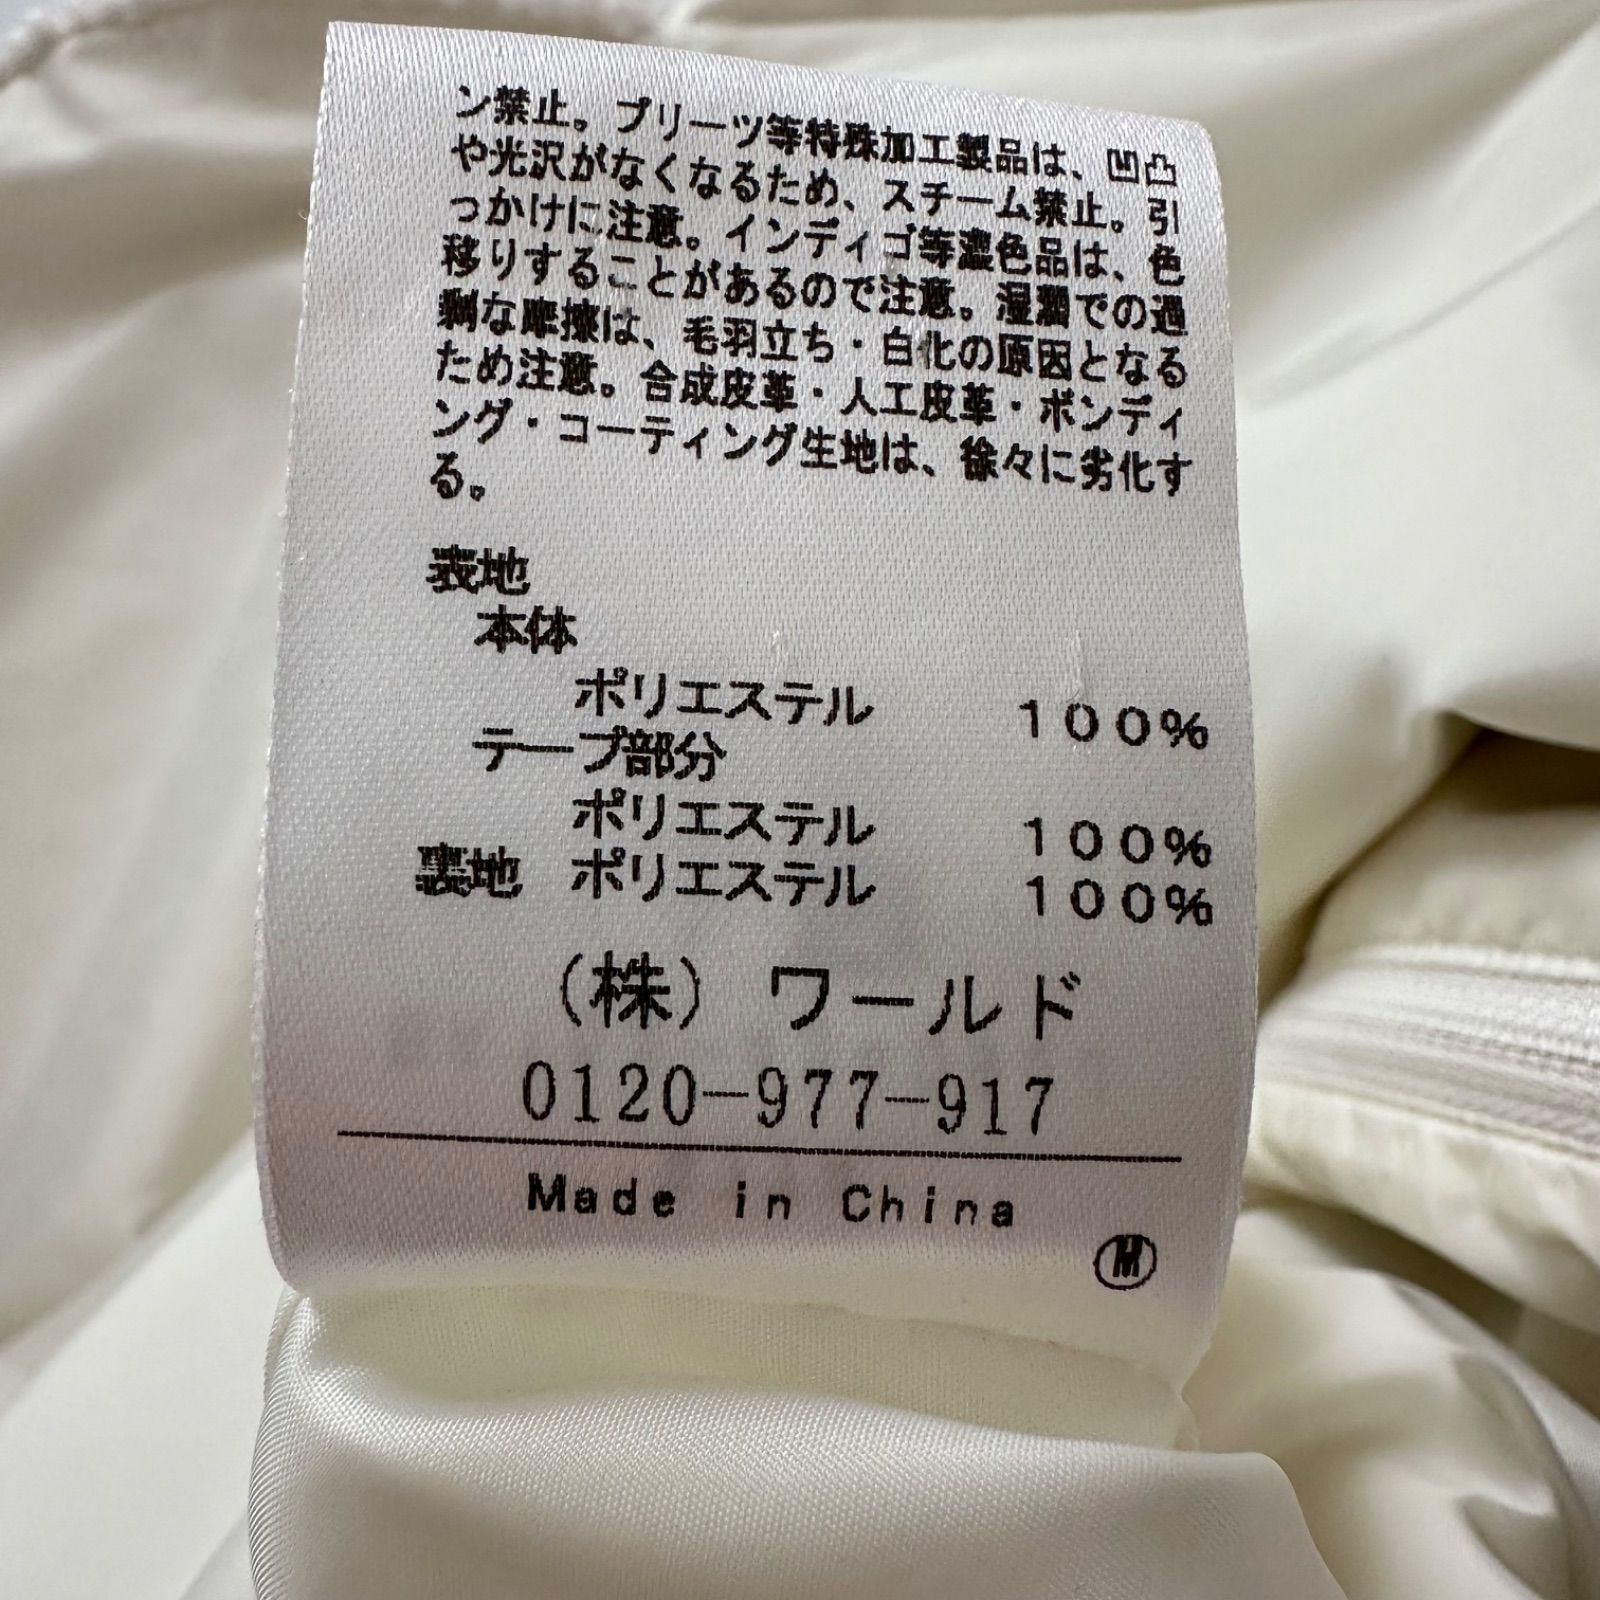 ン禁止。プリーツ等特殊加工製品は、凹凸
や光沢がなくなるため、スチーム禁止。引
っかけに注意。インディゴ等濃色品は、色
移りすることがあるので注意。湿潤での過
剰な摩擦は、毛羽立ち・白化の原因となる
ため注意。合成皮革・人工皮革・ボンディ
ング・コーティング生地は、徐々に劣化す
る。
表地
本体
ポリエステル 100%
テープ部分
ポリエステル 100%
裏地 ポリエステル 100%
(株) ワールド
0120-977-917
Made in China
Ⓜ